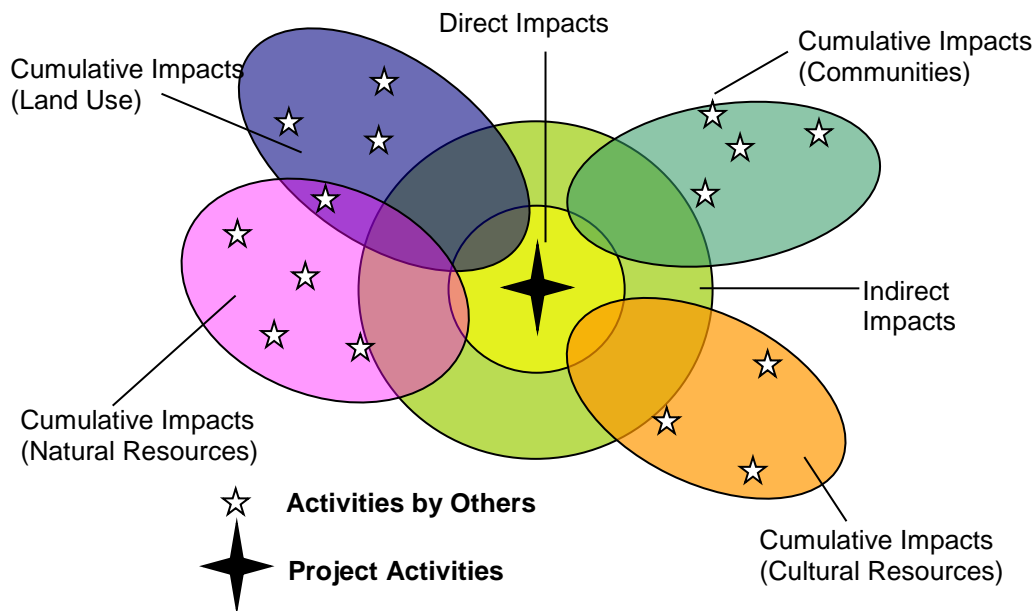 Direct Impacts
Cumulative Impacts
(Communities)
Cumulative Impacts
(Land Use)
Indirect
Impacts
Cumulative Impacts
(Natural Resources)
Activities by Others
Project Activities
Cumulative Impacts
(Cultural Resources)